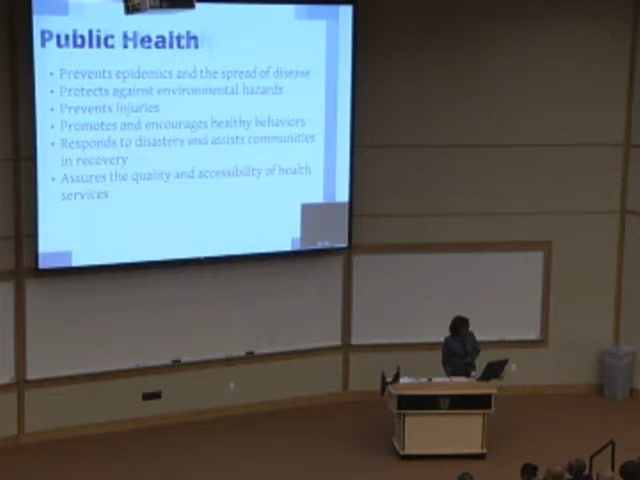 Public Health
• Prevents epidemics and the spread of disease
• Protects against environmental hazards
• Prevents injuries
• Promotes and encourages healthy behaviors
• Responds to disasters and assists communities
in recovery
• Assures the quality and accessibility of health
services